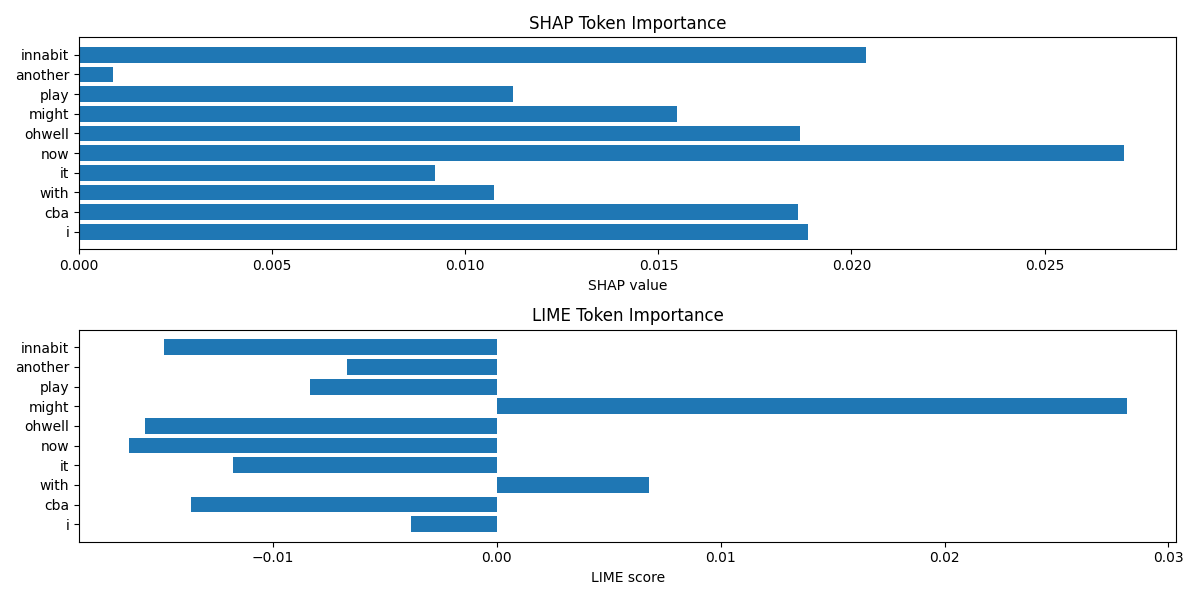 SHAP Token Importance
innabit
another
play
might
ohwell
now
it
with
cba
i
0.000 0.005 0.010 0.015 0.020 0.025
SHAP value
LIME Token Importance
innabit
another
play
might
ohwell
now
it
with
cba
i
−0.01 0.00 0.01 0.02 0.03
LIME score